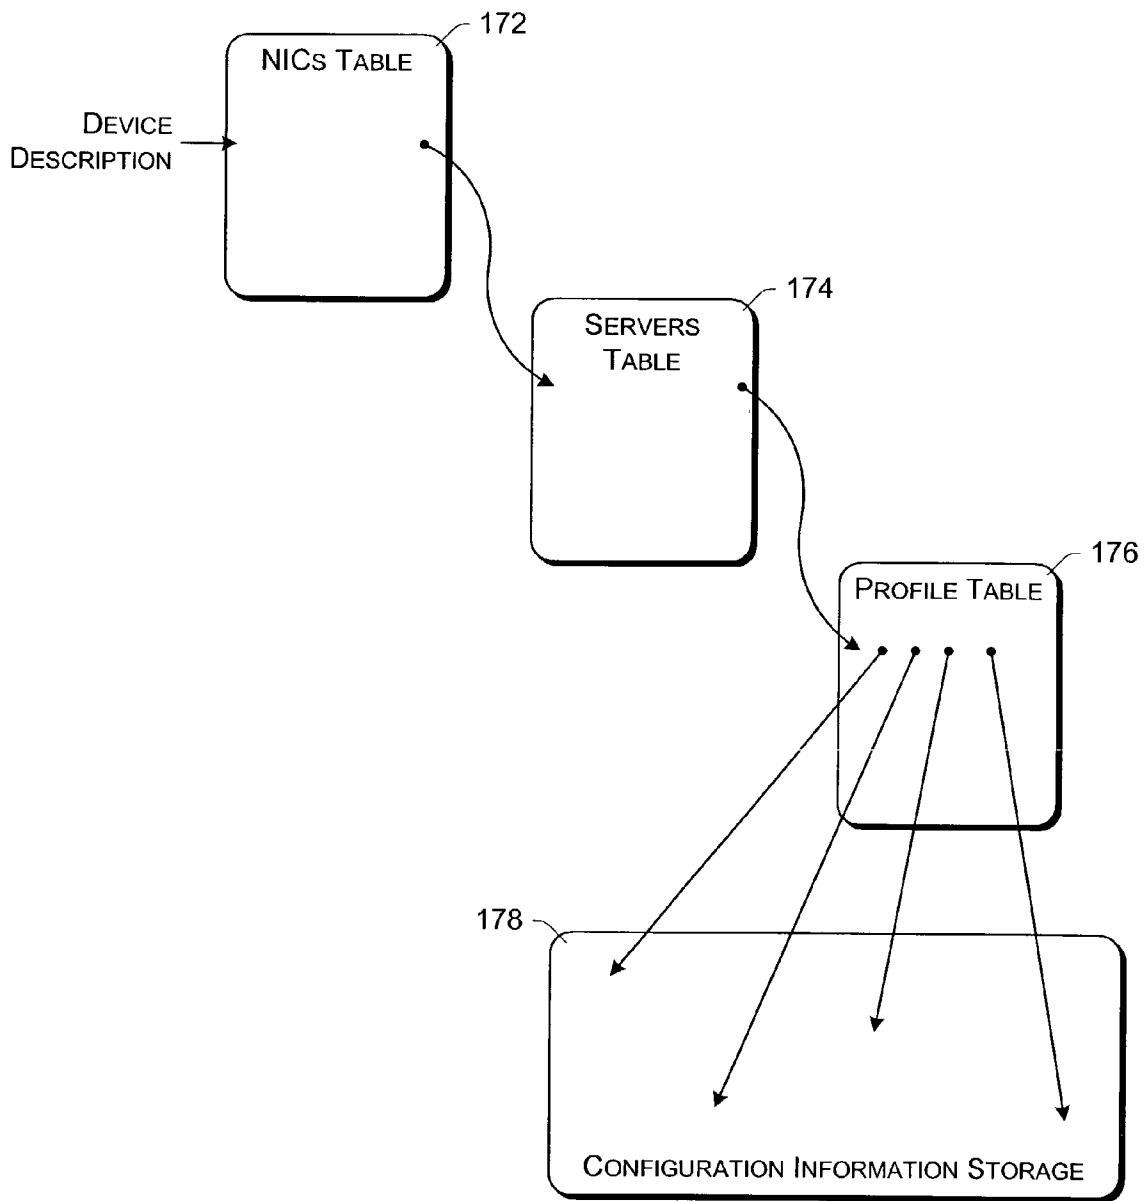 172
NICs Table
Device
Description
174
Servers
Table
176
Profile Table
178
Configuration Information Storage